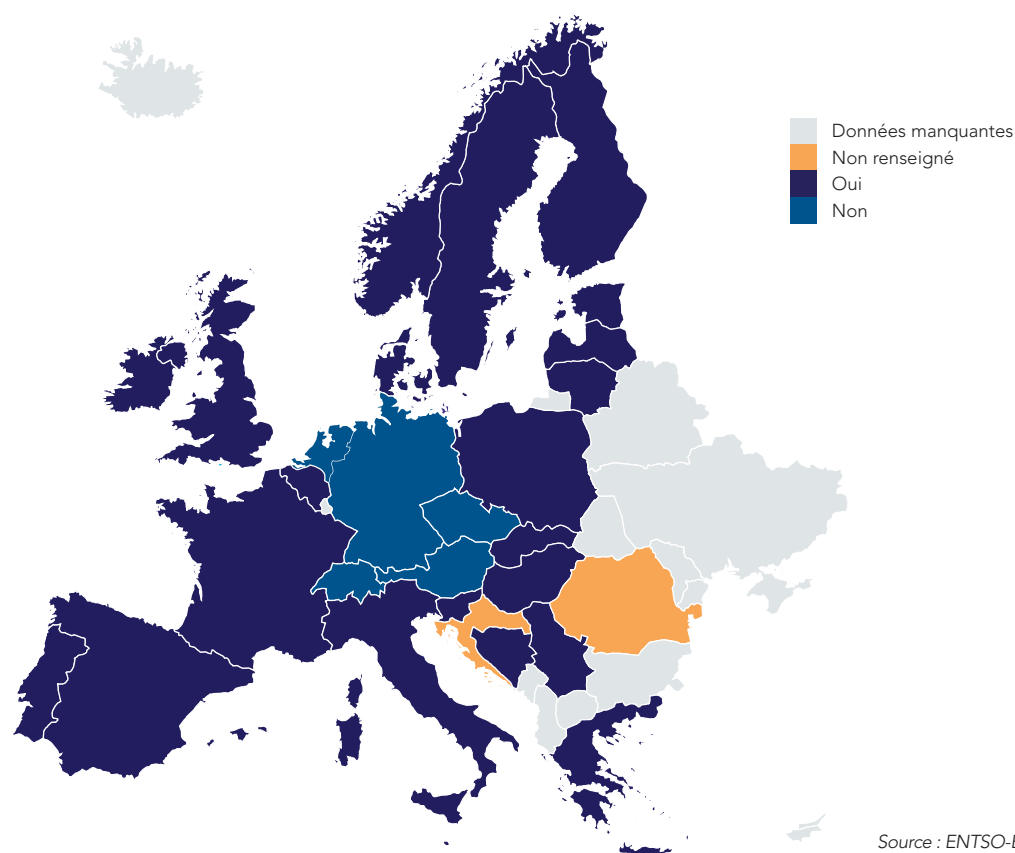 Données manquantes
Non renseigné
Oui
Non
Source : ENTSO-E